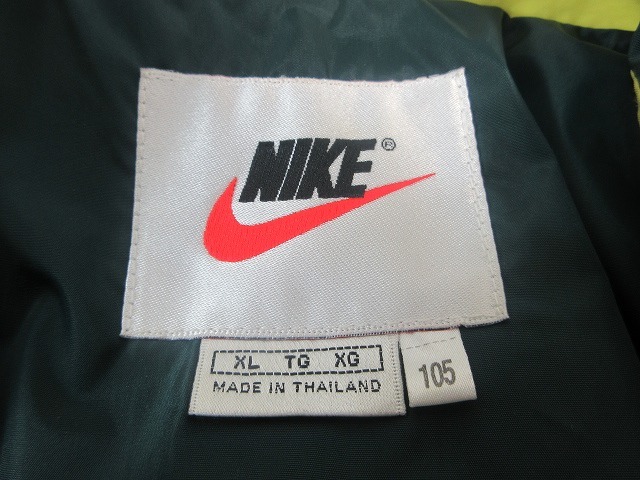 NIKE®
XL TG XG
MADE IN THAILAND
105